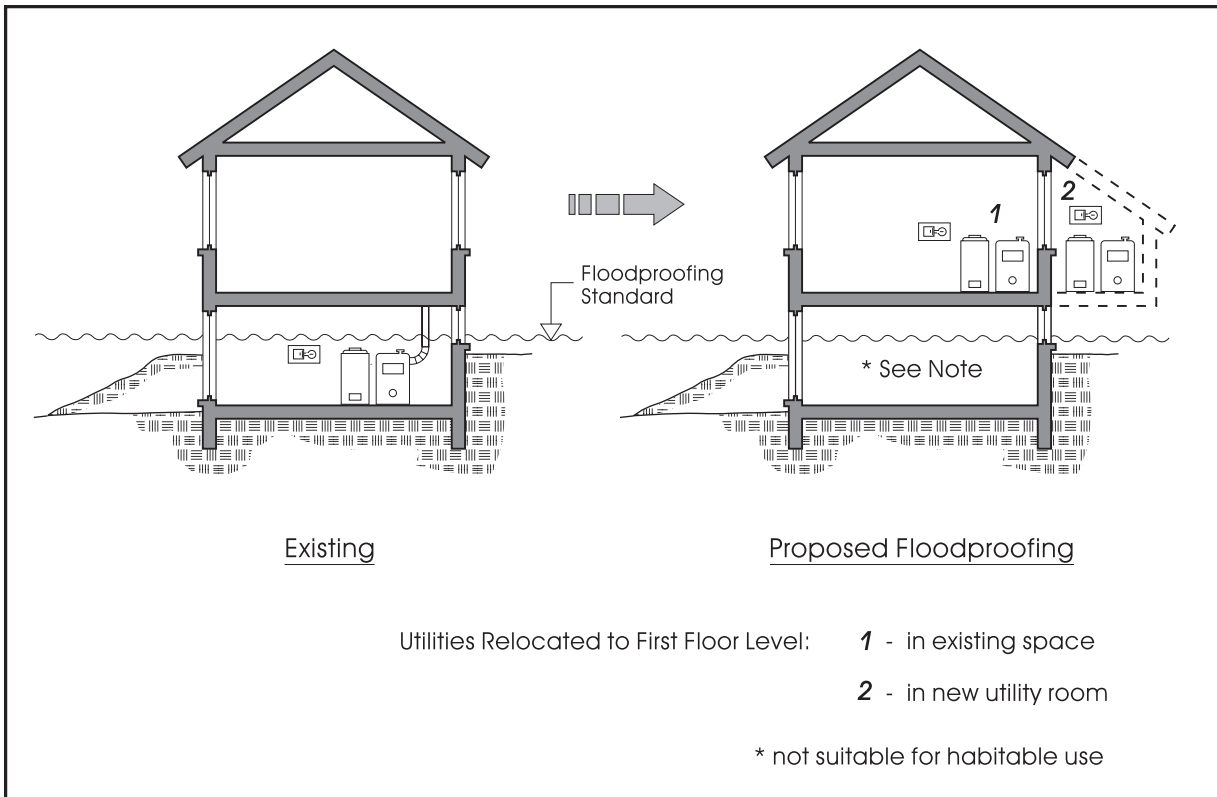 1
2
Floodproofing
Standard
* See Note
Existing
Proposed Floodproofing
Utilities Relocated to First Floor Level: 1 - in existing space
2 - in new utility room
* not suitable for habitable use